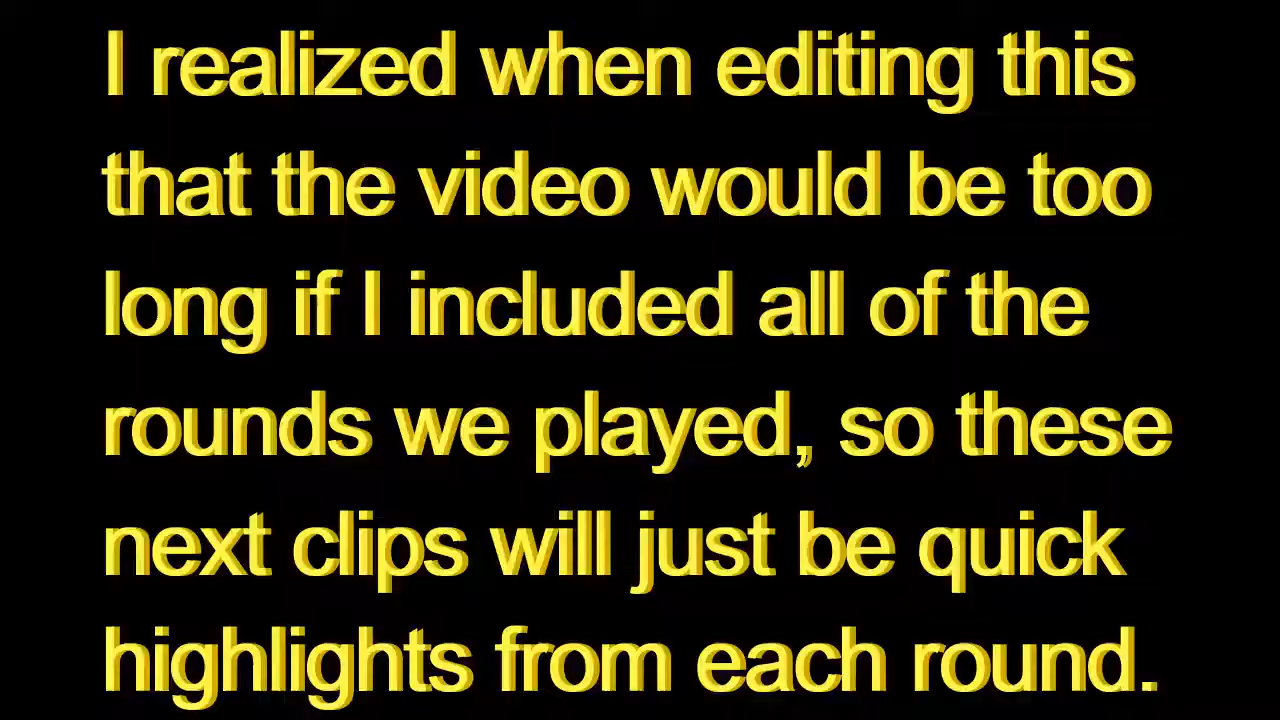 I realized when editing this
that the video would be too
long if I included all of the
rounds we played, so these
next clips will just be quick
highlights from each round.